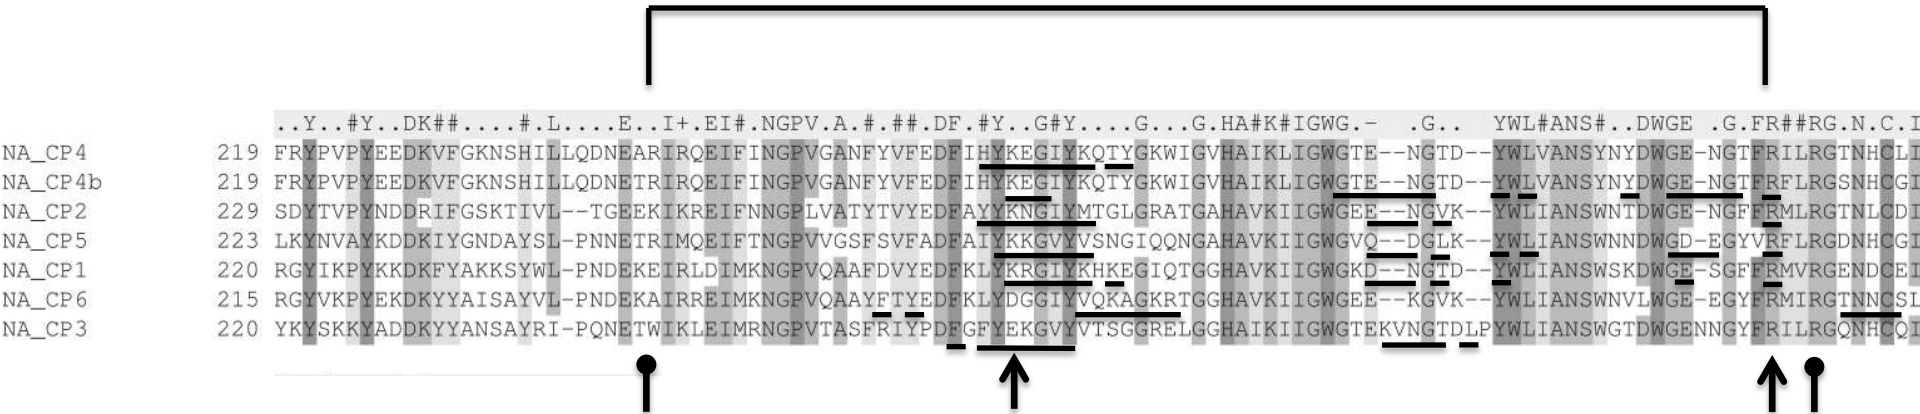 ..Y..#Y..DK##....#.L....E..I+.EI#.NGPV.A.#.##.DF.#Y..G#Y....G...G.HA#K#IGWG.- .G.. YWL#ANS#..DWGE .G.FR##RG.N.C.I
NA_CP4 219 FRYPVPYEEDKVFGKNSHILLQDNEARIRQEIFINGPVGANFYVFEDFIHYKEGIYKQTYGKWIGVHAIKLIGWGTE--NGTD--YWLVANSYNYDWGE-NGTFRILRGTNHCLI
NA_CP4b 219 FRYPVPYEEDKVFGKNSHILLQDNETRIRQEIFINGPVGANFYVFEDFIHYKEGIYKQTYGKWIGVHAIKLIGWGTE--NGTD--YWLVANSYNYDWGE-NGTFRFLRGSNHCGI
NA_CP2 229 SDYTVPYNDDRIFGSKTIVL--TGEEKIKREIFNNGPLVATYTVYEDFAYYKNGIYMTGLGRATGAHAVKIIGWGEE--NGVK--YWLIANSWNTDWGE-NGFFRMLRGTNLCDI
NA_CP5 223 LKYNVAYKDDKIYGNDAYSL-PNNETRIMQEIFTNGPVVGSFSVFADFAIYKKGVYVSNGIQQNGAHAVKIIGWGVQ--DGLK--YWLIANSWNNDWGD-EGYVRFLRGDNHCGI
NA_CP1 220 RGYIKPYKKDKFYAKKSYWL-PNDEKEIRLDIMKNGPVQAAFDVYEDFKLYKRGIYKHKEGIQTGGHAVKIIGWGKD--NGTD--YWLIANSWSKDWGE-SGFFRMVRGENDCEI
NA_CP6 215 RGYVKPYEKDKYYAISAYVL-PNDEKAIRREIMKNGPVQAAYFTYEDFKLYDGGIYVQKAGKRTGGHAVKIIGWGEE--KGVK--YWLIANSWNVLWGE-EGYFRMIRGTNNCSL
NA_CP3 220 YKYSKKYADDKYYANSAYRI-PQNETWIKLEIMRNGPVTASFRIYPDFGFYEKGVYVTSGGRELGGHAIKIIGWGTEKVNGTDLPYWLIANSWGTDWGENNGYFRILRGQNHCQI